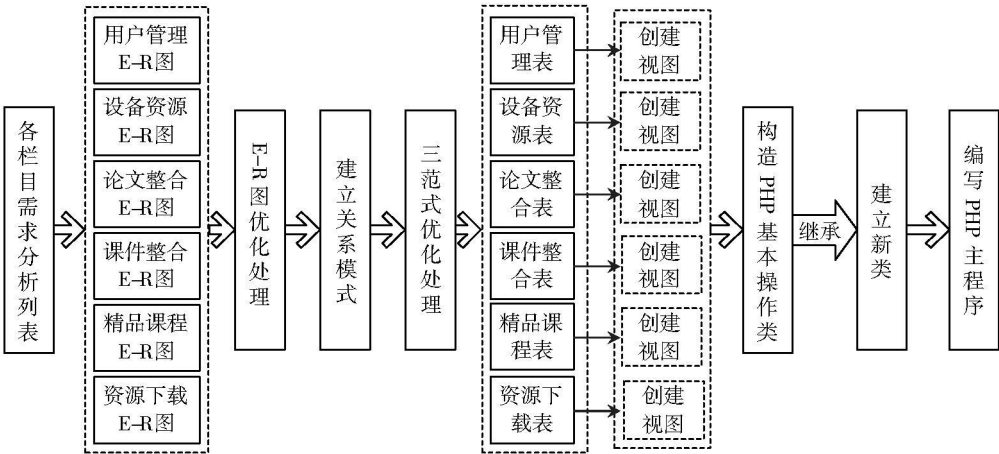 各栏目需求分析列表
用户管理
E-R图
设备资源
E-R图
论文整合
E-R图
课件整合
E-R图
精品课程
E-R图
资源下载
E-R图
E-R图优化处理
建立关系模式
三范式优化处理
用户管
理表
设备资
源表
论文整
合表
课件整
合表
精品课
程表
资源下
载表
创建
视图
创建
视图
创建
视图
创建
视图
创建
视图
创建
视图
构造PHP基本操作类
继承
建立新类
编写PHP主程序